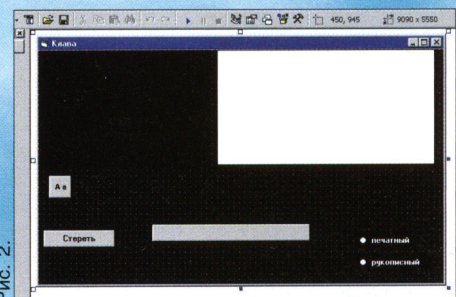 450, 945
9090 x 5550
Клава
А а
Стереть
печатный
рукописный
Рис. 2.